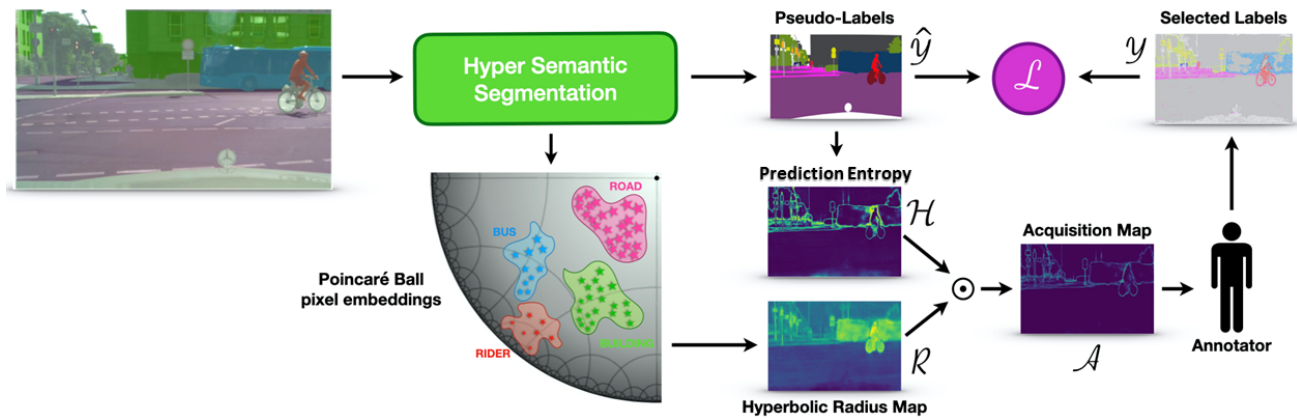 Hyper Semantic
Segmentation
Pseudo-Labels
Ŷ
ℒ
Selected Labels
𝒴
Prediction Entropy
ℋ
Poincaré Ball
pixel embeddings
ROAD
BUS
BUILDING
RIDER
Hyperbolic Radius Map
ℛ
⊙
Acquisition Map
𝒜
Annotator